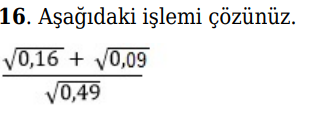 16. Aşağıdaki işlemi çözünüz.
√0,16 + √0,09
√0,49